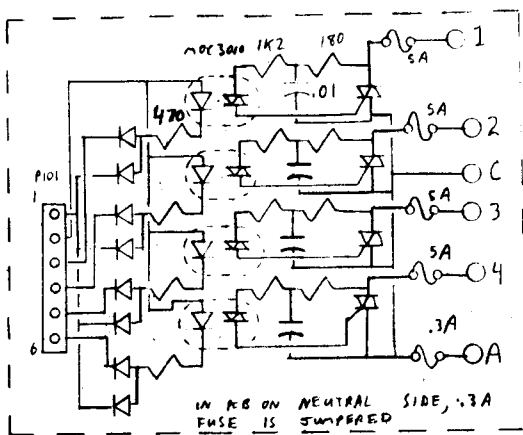 MOC3010 1K2 180
5A
1
.01
470
5A
2
P101
1
C
5A
3
5A
4
.3A
6
A
IN PCB ON NEUTRAL SIDE, .3A
FUSE IS JUMPERED